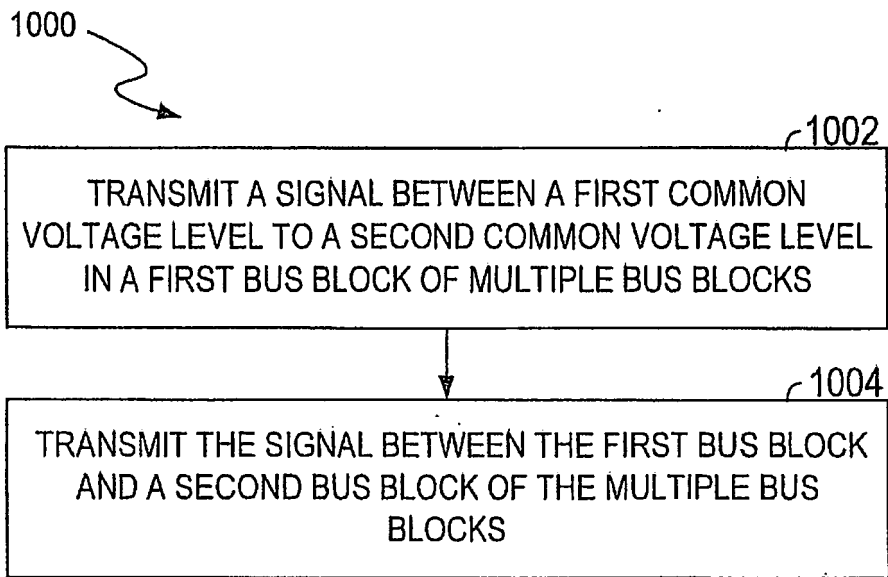 1000
1002
TRANSMIT A SIGNAL BETWEEN A FIRST COMMON
VOLTAGE LEVEL TO A SECOND COMMON VOLTAGE LEVEL
IN A FIRST BUS BLOCK OF MULTIPLE BUS BLOCKS
1004
TRANSMIT THE SIGNAL BETWEEN THE FIRST BUS BLOCK
AND A SECOND BUS BLOCK OF THE MULTIPLE BUS
BLOCKS